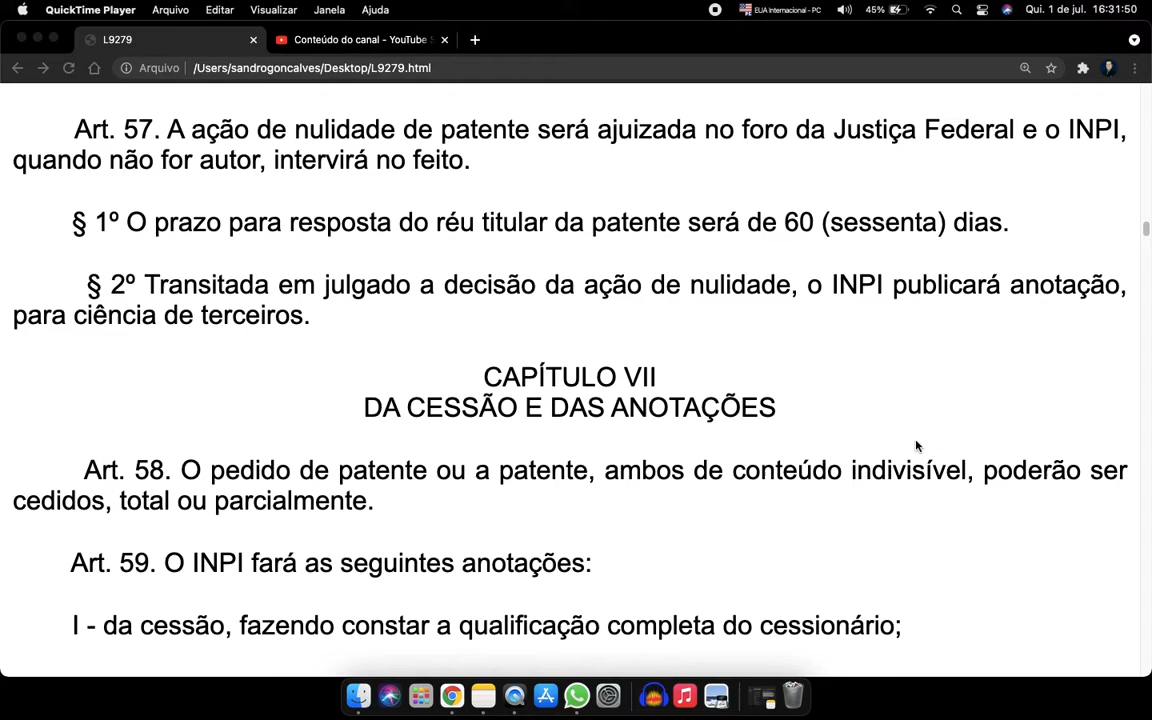 QuickTime Player Arquivo Editar Visualizar Janela Ajuda EUA Internacional - PC 45% Qui. 1 de jul. 16:31:50
L9279 Conteúdo do canal - YouTube
Arquivo /Users/sandrogoncalves/Desktop/L9279.html
Art. 57. A ação de nulidade de patente será ajuizada no foro da Justiça Federal e o INPI,
quando não for autor, intervirá no feito.
§ 1º O prazo para resposta do réu titular da patente será de 60 (sessenta) dias.
§ 2º Transitada em julgado a decisão da ação de nulidade, o INPI publicará anotação,
para ciência de terceiros.
CAPÍTULO VII
DA CESSÃO E DAS ANOTAÇÕES
Art. 58. O pedido de patente ou a patente, ambos de conteúdo indivisível, poderão ser
cedidos, total ou parcialmente.
Art. 59. O INPI fará as seguintes anotações:
I - da cessão, fazendo constar a qualificação completa do cessionário;